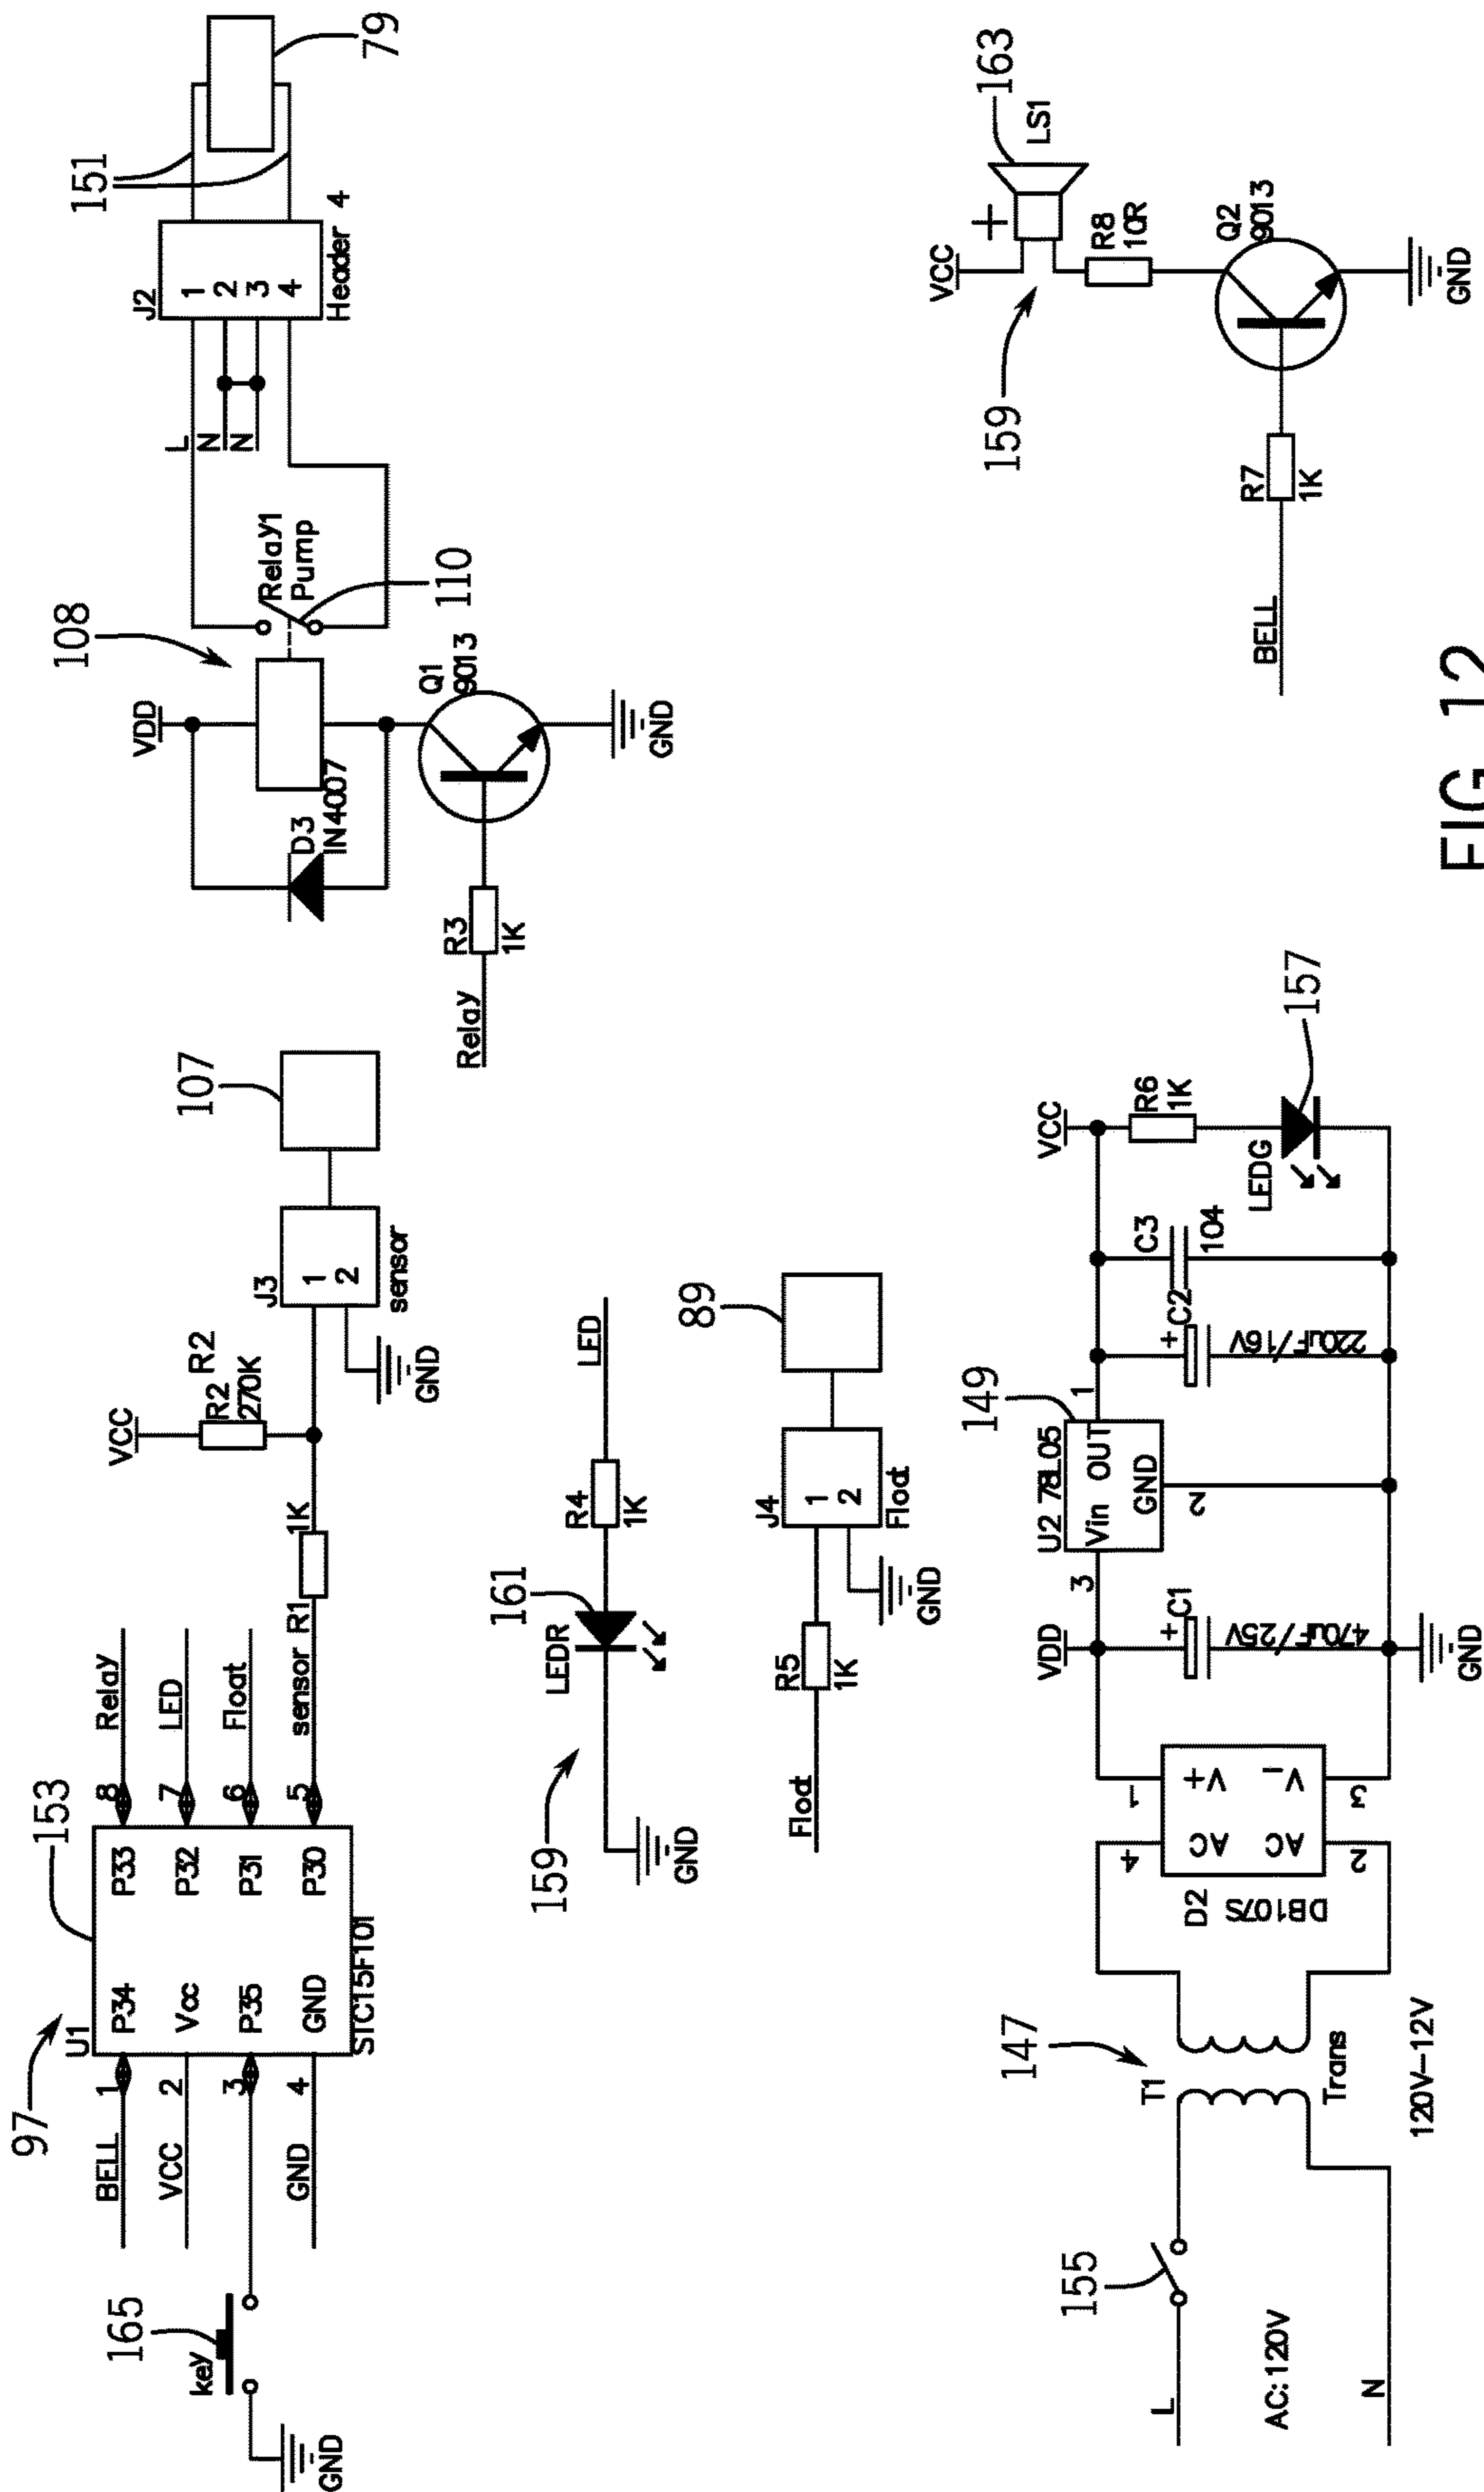 97
153
U1
BELL
1
P34
P33
8
Relay
VCC
2
Vcc
P32
7
LED
3
P35
P31
6
Float
GND
4
GND
P30
5
sensor
R1
1K
STC15F101
165
key
GND
VCC
R2
270K
R2
J3
1
2
sensor
GND
107
108
VDD
D3
IN4007
Relay1
Pump
110
Q1
9013
R3
1K
Relay
GND
L
N
N
J2
1
2
3
4
Header 4
151
79
159
LEDR
161
R4
1K
LED
GND
Float
R5
1K
J4
1
2
Float
GND
89
BELL
R7
1K
159
VCC
+
163
LS1
R8
10R
Q2
9013
GND
155
L
AC:120V
N
147
T1
Trans
120V-12V
4
1
AC
V+
AC
V-
2
3
D2
DB107S
VDD
+
C1
470uF/25V
GND
149
U2 78L05
3
Vin
OUT
1
GND
2
+
C2
220uF/16V
C3
104
VCC
R6
1K
LEDG
157
FIG 12